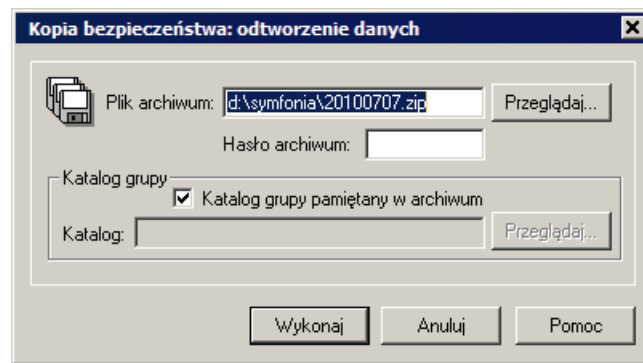 Kopia bezpieczeństwa: odtworzenie danych
Plik archiwum: d:\symfonia\20100707.zip Przeglądaj...
Hasło archiwum:
Katalog grupy
Katalog grupy pamiętany w archiwum
Katalog: Przeglądaj...
Wykonaj Anuluj Pomoc